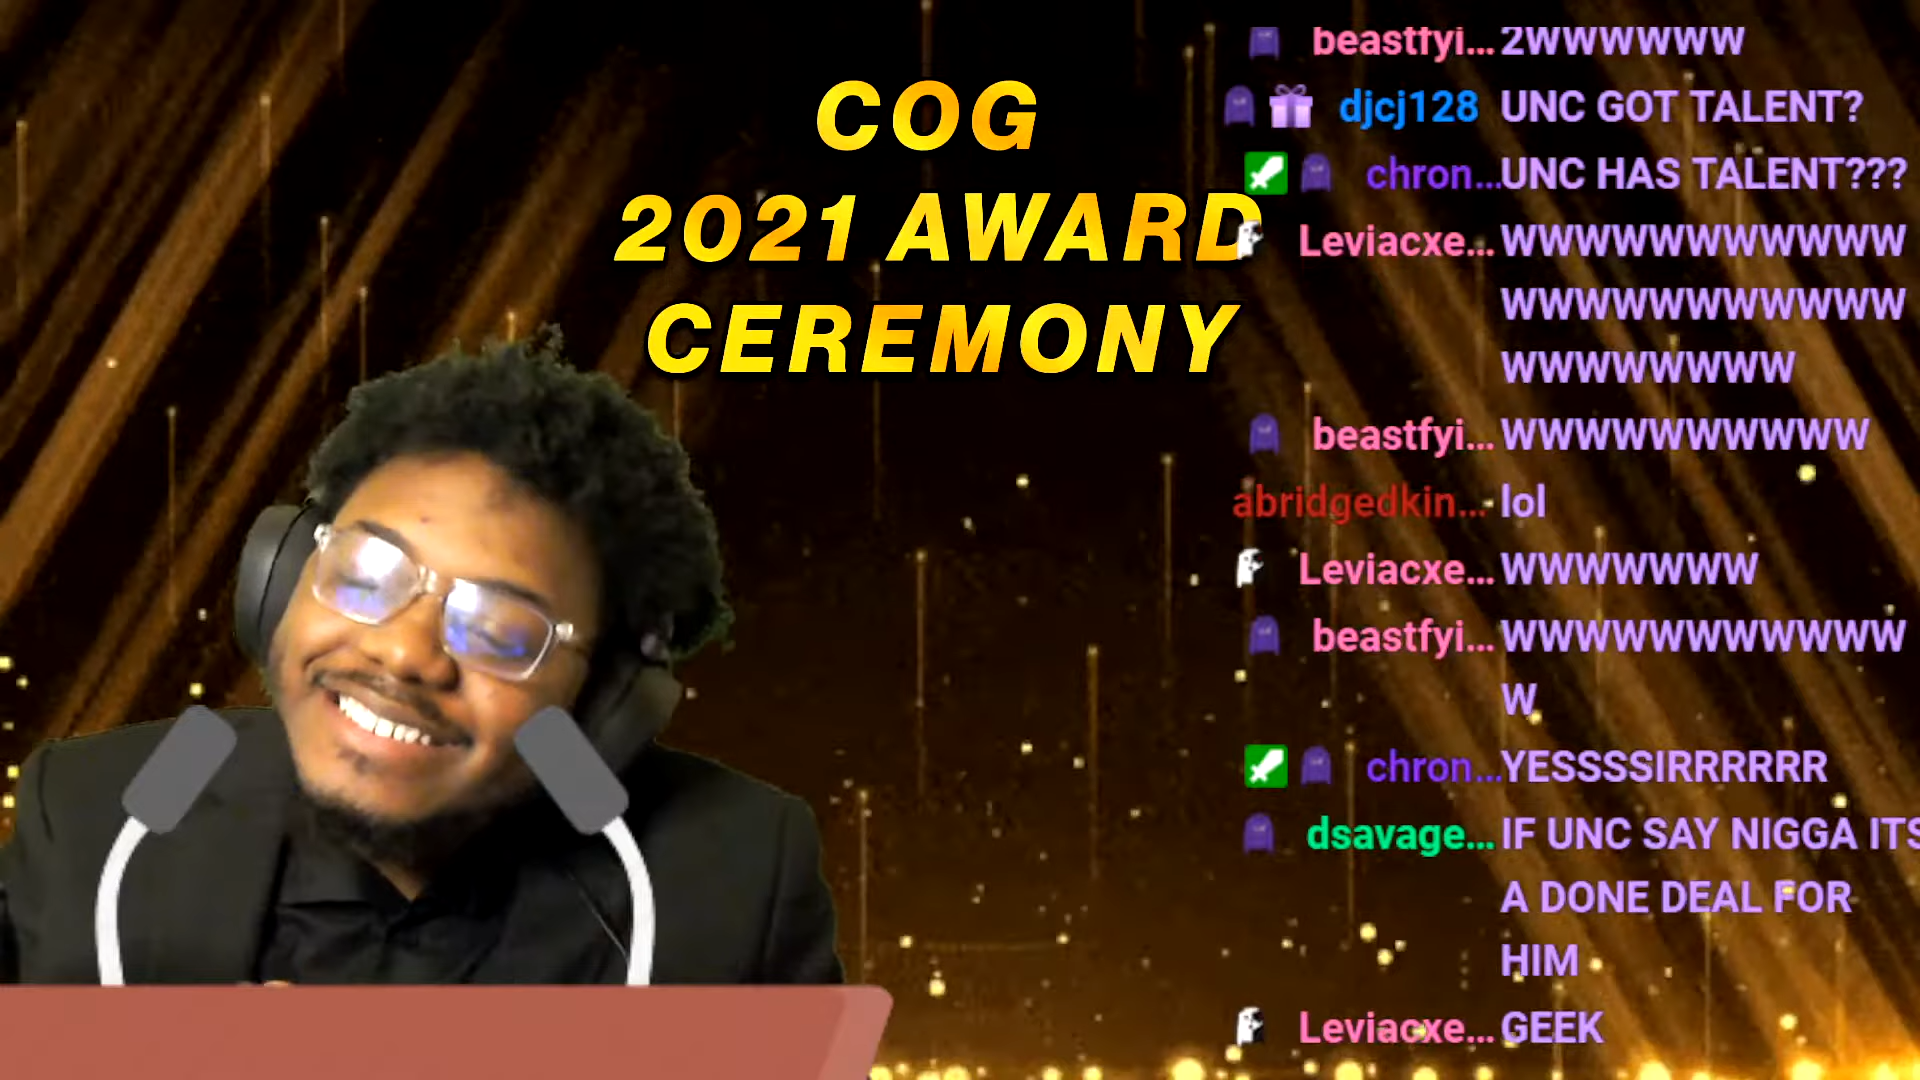 COG
2021 AWARD
CEREMONY
beastfyi... 2WWWWWW
djcj128 UNC GOT TALENT?
chron... UNC HAS TALENT???
Leviacxe... WWWWWWWWWWW
WWWWWWWWWWW
WWWWWWWW
beastfyi... WWWWWWWWWW
abridgedkin... lol
Leviacxe... WWWWWWW
beastfyi... WWWWWWWWWWW
W
chron... YESSSSIRRRRRR
dsavage... IF UNC SAY NIGGA ITS
A DONE DEAL FOR
HIM
Leviacxe... GEEK